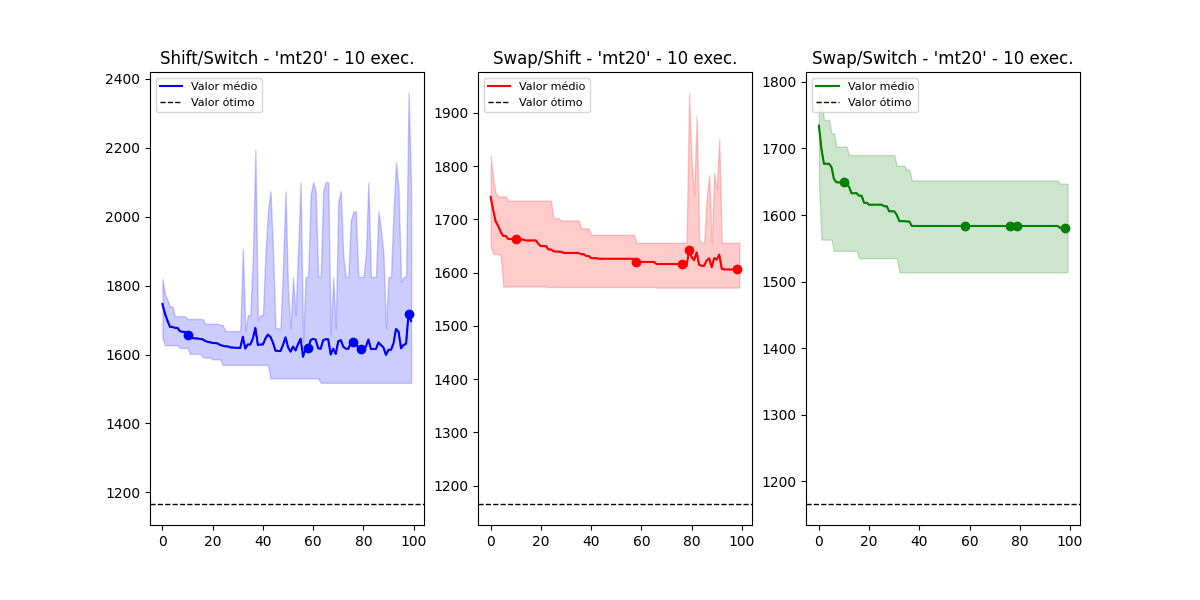 Shift/Switch - 'mt20' - 10 exec.
Valor médio
Valor ótimo
2400
2200
2000
1800
1600
1400
1200
0 20 40 60 80 100
Swap/Shift - 'mt20' - 10 exec.
Valor médio
Valor ótimo
1900
1800
1700
1600
1500
1400
1300
1200
0 20 40 60 80 100
Swap/Switch - 'mt20' - 10 exec.
Valor médio
Valor ótimo
1800
1700
1600
1500
1400
1300
1200
0 20 40 60 80 100